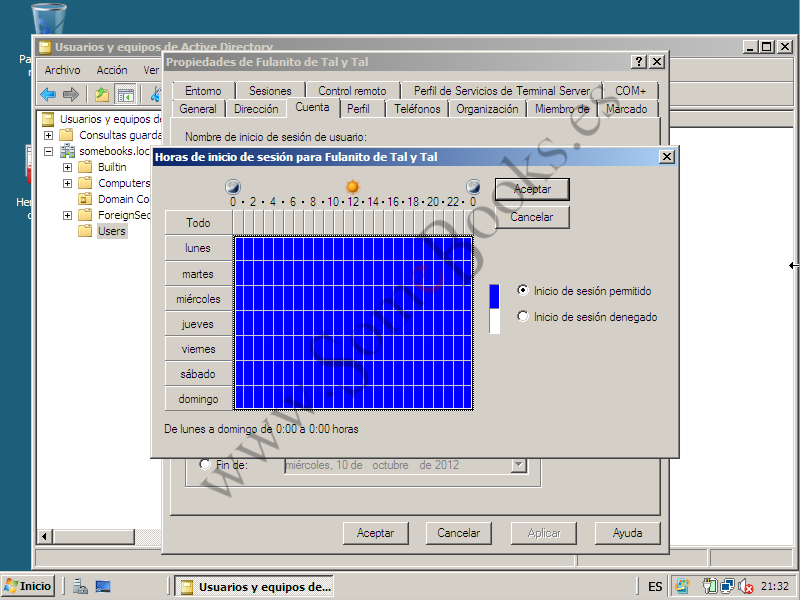 Usuarios y equipos de Active Directory
Propiedades de Fulanito de Tal y Tal
Archivo Acción Ver
Entorno Sesiones Control remoto Perfil de Servicios de Terminal Server COM+
General Dirección Cuenta Perfil Teléfonos Organización Miembro de Marcado
Usuarios y equipos d
Consultas guarda
somebooks.loc
Builtin
Computers
Domain Co
ForeignSec
Users
Nombre de inicio de sesión de usuario:
Horas de inicio de sesión para Fulanito de Tal y Tal
0 · 2 · 4 · 6 · 8 · 10 · 12 · 14 · 16 · 18 · 20 · 22 · 0
Todo
lunes
martes
miércoles
jueves
viernes
sábado
domingo
Aceptar
Cancelar
Inicio de sesión permitido
Inicio de sesión denegado
De lunes a domingo de 0:00 a 0:00 horas
Fin de: miércoles, 10 de octubre de 2012
Aceptar Cancelar Aplicar Ayuda
www.SomeBooks.es
Inicio Usuarios y equipos de... ES 21:32